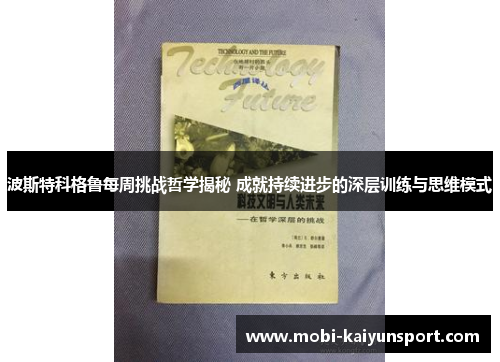 TECHNOLOGY AND THE FUTURE
Technology
Future
波斯特科格鲁每周挑战哲学揭秘 成就持续进步的深层训练与思维模式
科技文明与人类未来
——在哲学深层的挑战
东方出版社
www.mobi-kaiyunsport.com